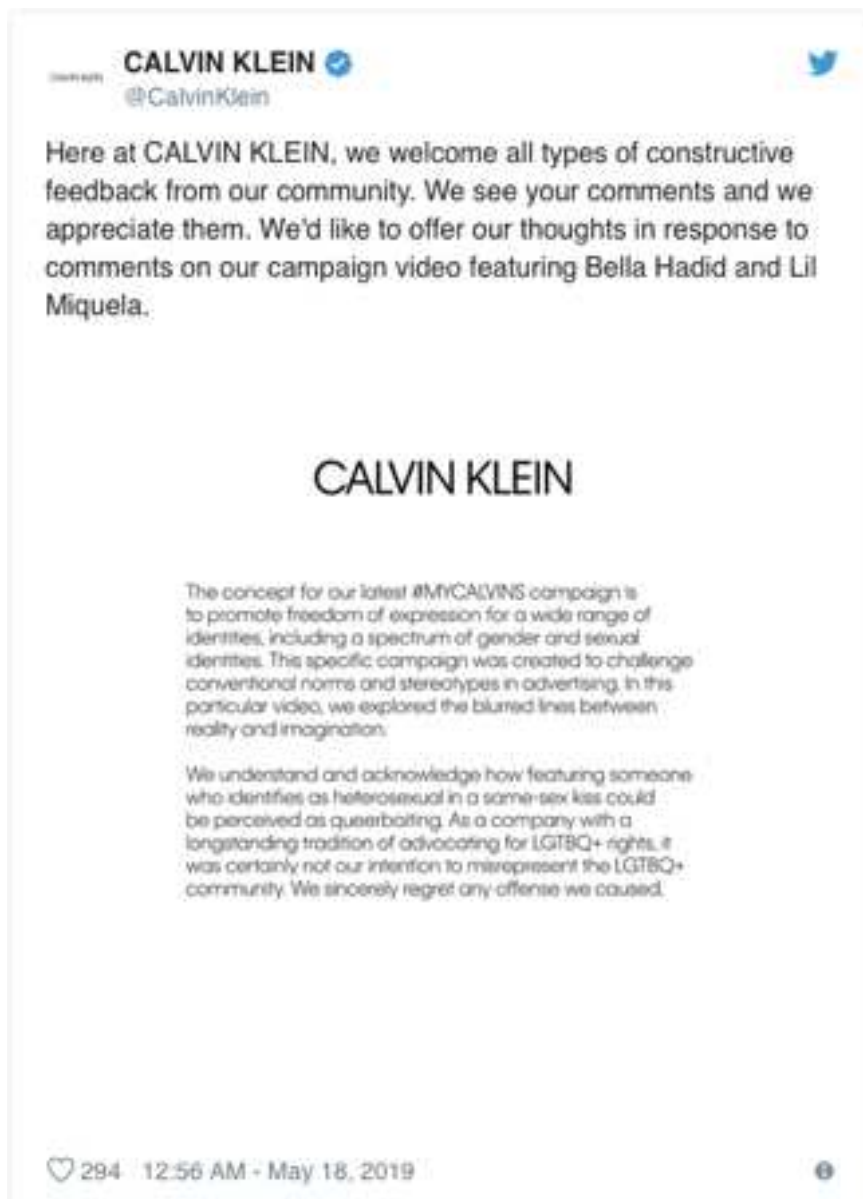 CALVIN KLEIN
@CalvinKlein
Here at CALVIN KLEIN, we welcome all types of constructive
feedback from our community. We see your comments and we
appreciate them. We'd like to offer our thoughts in response to
comments on our campaign video featuring Bella Hadid and Lil
Miquela.
CALVIN KLEIN
The concept for our latest #MYCALVINS campaign is
to promote freedom of expression for a wide range of
identities, including a spectrum of gender and sexual
identities. This specific campaign was created to challenge
conventional norms and stereotypes in advertising. In this
particular video, we explored the blurred lines between
reality and imagination.
We understand and acknowledge how featuring someone
who identifies as heterosexual in a same-sex kiss could
be perceived as queerbaiting. As a company with a
longstanding tradition of advocating for LGTBQ+ rights, it
was certainly not our intention to misrepresent the LGTBQ+
community. We sincerely regret any offense we caused.
294 12:56 AM - May 18, 2019